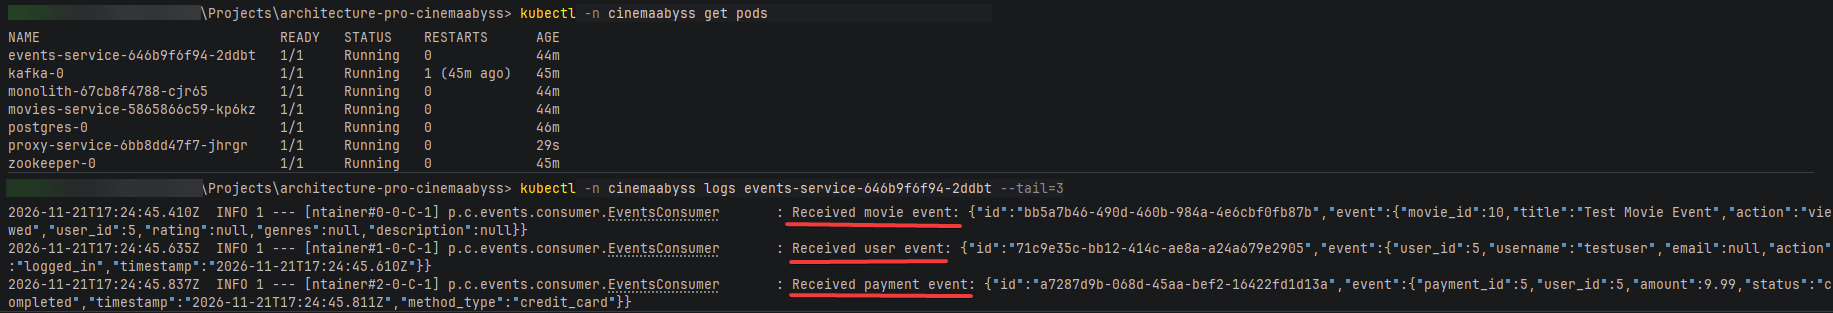 \Projects\architecture-pro-cinemaabyss> kubectl -n cinemaabyss get pods
NAME READY STATUS RESTARTS AGE
events-service-646b9f6f94-2ddbt 1/1 Running 0 44m
kafka-0 1/1 Running 1 (45m ago) 45m
monolith-67cb8f4788-cjr65 1/1 Running 0 44m
movies-service-5865866c59-kp6kz 1/1 Running 0 44m
postgres-0 1/1 Running 0 46m
proxy-service-6bb8dd47f7-jhrgr 1/1 Running 0 29s
zookeeper-0 1/1 Running 0 45m
\Projects\architecture-pro-cinemaabyss> kubectl -n cinemaabyss logs events-service-646b9f6f94-2ddbt --tail=3
2026-11-21T17:24:45.410Z  INFO 1 --- [ntainer#0-0-C-1] p.c.events.consumer.EventsConsumer : Received movie event: {"id":"bb5a7b46-490d-460b-984a-4e6cbf0fb87b","event":{"movie_id":10,"title":"Test Movie Event","action":"vie
wed","user_id":5,"rating":null,"genres":null,"description":null}}
2026-11-21T17:24:45.635Z  INFO 1 --- [ntainer#1-0-C-1] p.c.events.consumer.EventsConsumer : Received user event: {"id":"71c9e35c-bb12-414c-ae8a-a24a679e2905","event":{"user_id":5,"username":"testuser","email":null,"action"
:"logged_in","timestamp":"2026-11-21T17:24:45.610Z"}}
2026-11-21T17:24:45.837Z  INFO 1 --- [ntainer#2-0-C-1] p.c.events.consumer.EventsConsumer : Received payment event: {"id":"a7287d9b-068d-45aa-bef2-16422fd1d13a","event":{"payment_id":5,"user_id":5,"amount":9.99,"status":"c
ompleted","timestamp":"2026-11-21T17:24:45.811Z","method_type":"credit_card"}}